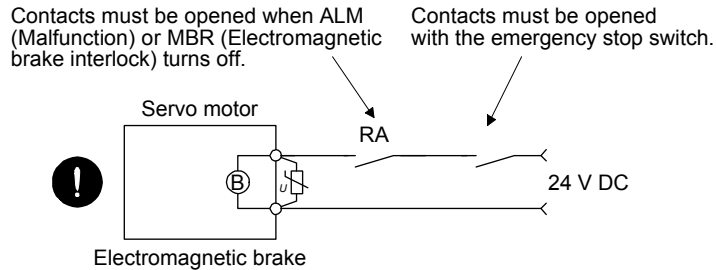 Contacts must be opened when ALM
(Malfunction) or MBR (Electromagnetic
brake interlock) turns off.
Contacts must be opened
with the emergency stop switch.
Servo motor
RA
B
U
24 V DC
Electromagnetic brake